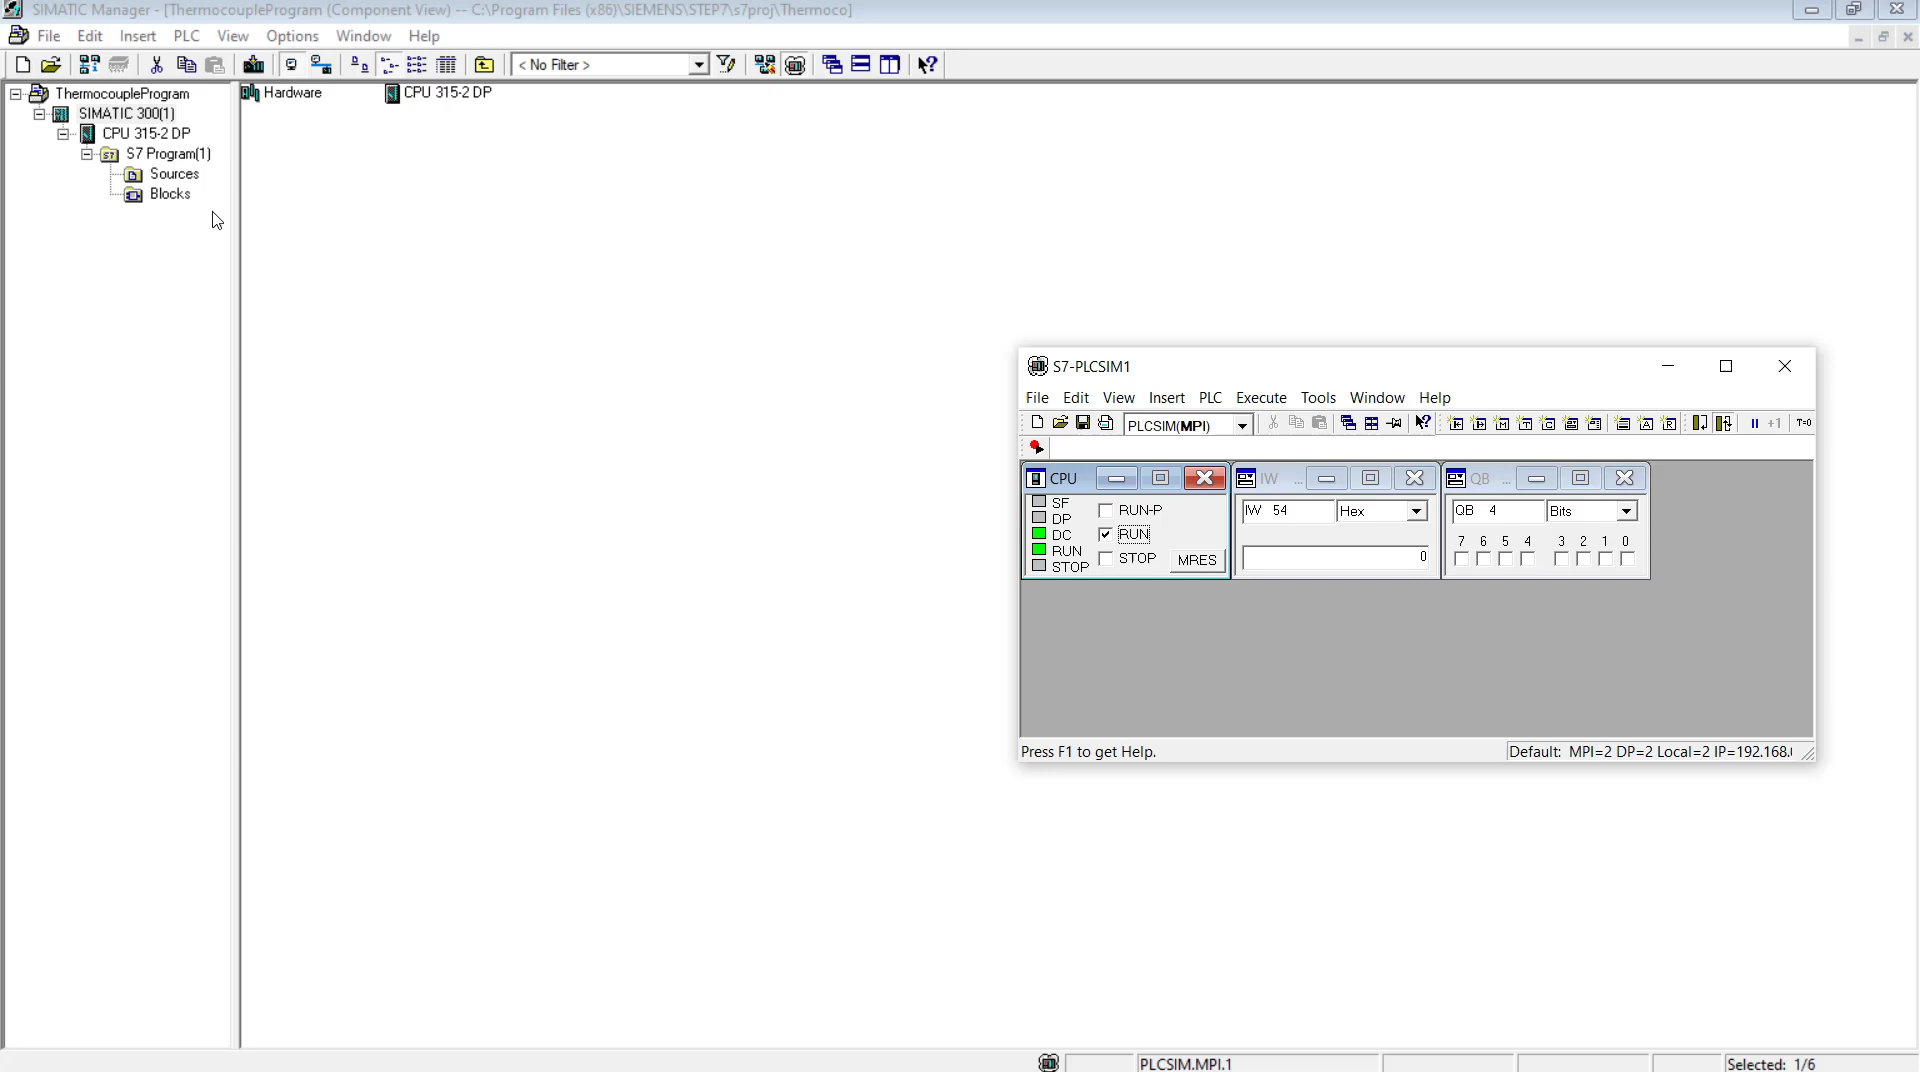 SIMATIC Manager - [ThermocoupleProgram (Component View) -- C:\Program Files (x86)\SIEMENS\STEP7\s7proj\Thermoco]
File Edit Insert PLC View Options Window Help
< No Filter >
ThermocoupleProgram
SIMATIC 300(1)
CPU 315-2 DP
S7 Program(1)
Sources
Blocks
Hardware
CPU 315-2 DP
S7-PLCSIM1
File Edit View Insert PLC Execute Tools Window Help
PLCSIM(MPI)
+1
T=0
CPU
SF
DP
DC
RUN
STOP
RUN-P
RUN
STOP
MRES
IW ...
IW 54
Hex
0
QB ...
QB 4
Bits
7 6 5 4 3 2 1 0
Press F1 to get Help.
Default: MPI=2 DP=2 Local=2 IP=192.168.
PLCSIM.MPI.1
Selected: 1/6